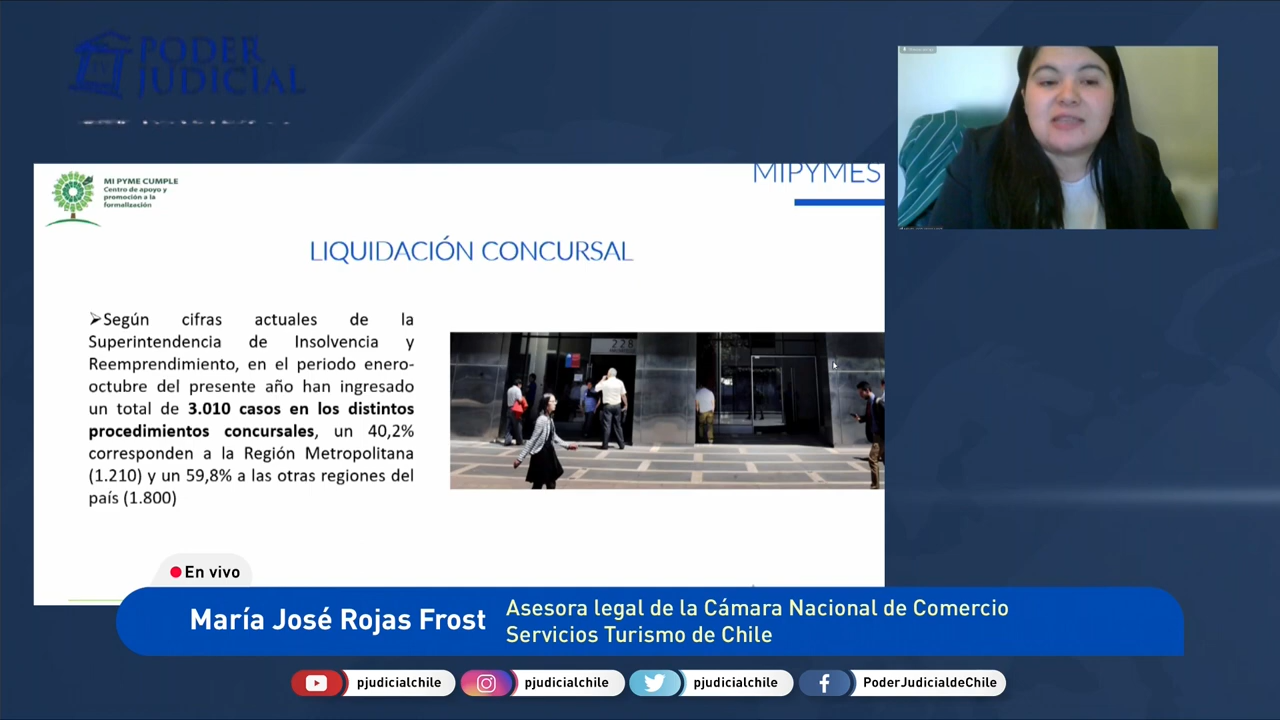 PODER
JUDICIAL
MI PYME CUMPLE
Centro de apoyo y
promoción a la
formalización
MIPYMES
LIQUIDACIÓN CONCURSAL
➢Según cifras actuales de la
Superintendencia de Insolvencia y
Reemprendimiento, en el periodo enero-
octubre del presente año han ingresado
un total de 3.010 casos en los distintos
procedimientos concursales, un 40,2%
corresponden a la Región Metropolitana
(1.210) y un 59,8% a las otras regiones del
país (1.800)
228
En vivo
María José Rojas Frost
Asesora legal de la Cámara Nacional de Comercio
Servicios Turismo de Chile
pjudicialchile
pjudicialchile
pjudicialchile
PoderJudicialdeChile